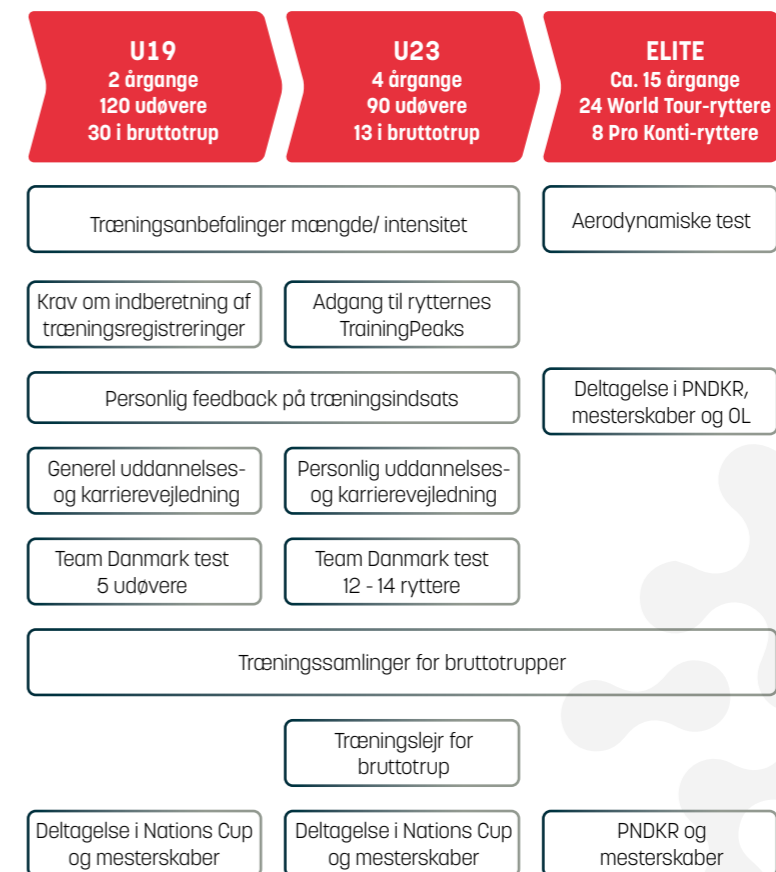 U19
2 årgange
120 udøvere
30 i bruttotrup
U23
4 årgange
90 udøvere
13 i bruttotrup
ELITE
Ca. 15 årgange
24 World Tour-ryttere
8 Pro Konti-ryttere
Træningsanbefalinger mængde/ intensitet
Aerodynamiske test
Krav om indberetning af
træningsregistreringer
Adgang til rytternes
TrainingPeaks
Personlig feedback på træningsindsats
Deltagelse i PNDKR,
mesterskaber og OL
Generel uddannelses-
og karrierevejledning
Personlig uddannelses-
og karrierevejledning
Team Danmark test
5 udøvere
Team Danmark test
12 - 14 ryttere
Træningssamlinger for bruttotrupper
Træningslejr for
bruttotrup
Deltagelse i Nations Cup
og mesterskaber
Deltagelse i Nations Cup
og mesterskaber
PNDKR og
mesterskaber